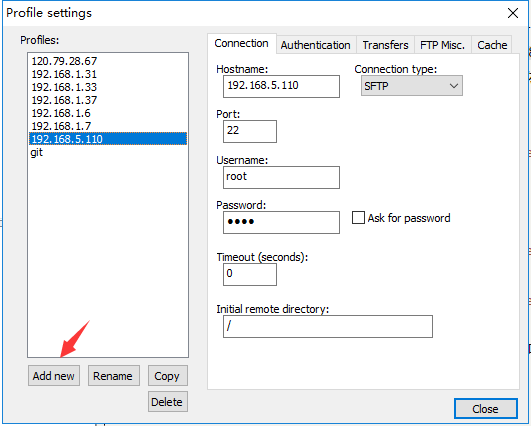 Profile settings
Profiles:
120.79.28.67
192.168.1.31
192.168.1.33
192.168.1.37
192.168.1.6
192.168.1.7
192.168.5.110
git
Add new
Rename
Copy
Delete
Connection
Authentication
Transfers
FTP Misc.
Cache
Hostname:
Connection type:
192.168.5.110
SFTP
Port:
22
Username:
root
Password:
••••
Ask for password
Timeout (seconds):
0
Initial remote directory:
/
Close